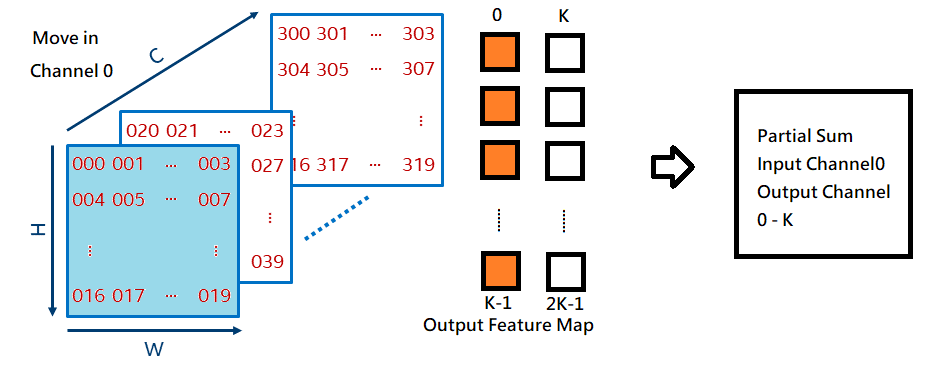 Move in
Channel 0
C
300 301 ... 303
304 305 ... 307
⋮ ⋮
16 317 ... 319
020 021 ... 023
027
⋮
039
000 001 ... 003
004 005 ... 007
⋮ ⋮
016 017 ... 019
H
W
0 K
K-1 2K-1
Output Feature Map
Partial Sum
Input Channel0
Output Channel
0 - K